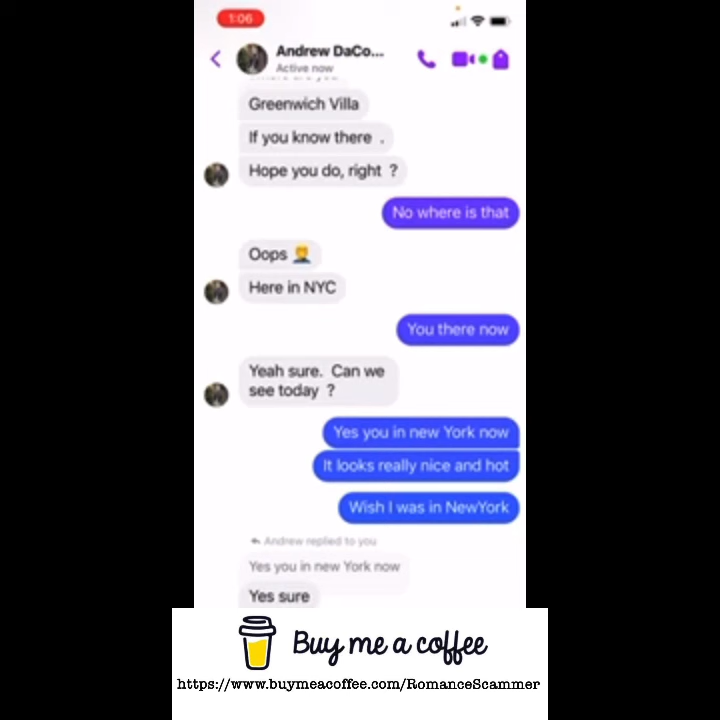 1:06
Andrew DaCo...
Active now
Greenwich Villa
If you know there .
Hope you do, right ?
No where is that
Oops 🤦
Here in NYC
You there now
Yeah sure. Can we
see today ?
Yes you in new York now
It looks really nice and hot
Wish I was in NewYork
Andrew replied to you
Yes you in new York now
Yes sure
Buy me a coffee
https://www.buymeacoffee.com/RomanceScammer